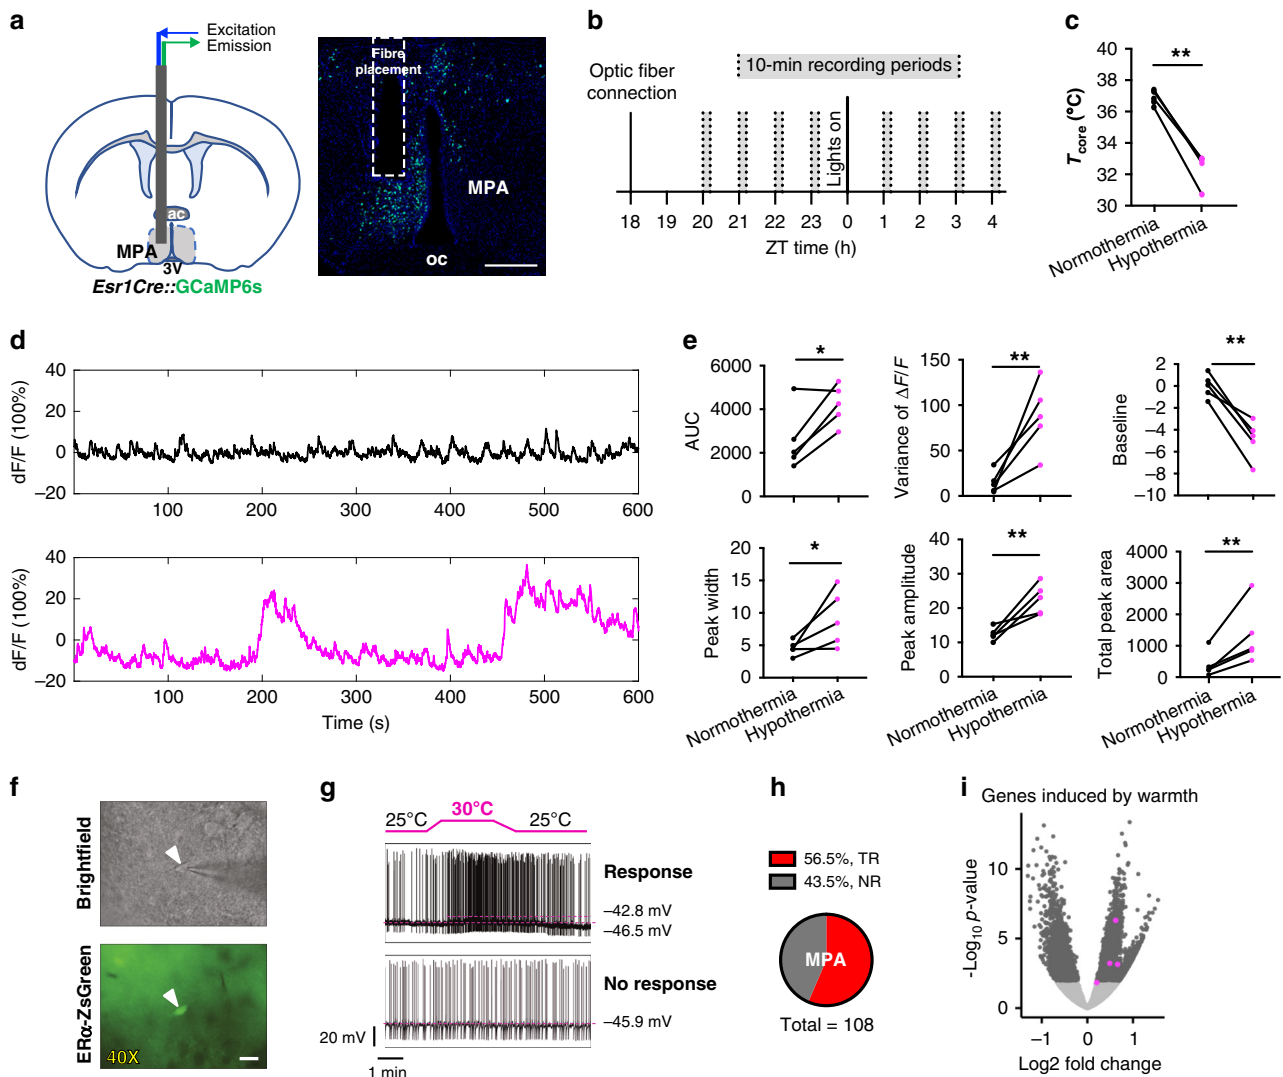 a
Excitation
Emission
ac
MPA
3V
Esr1Cre::GCaMP6s
Fibre
placement
MPA
oc
b
Optic fiber
connection
10-min recording periods
Lights on
18 19 20 21 22 23 0 1 2 3 4
ZT time (h)
c
**
Tcore (°C)
40
38
36
34
32
30
Normothermia
Hypothermia
d
dF/F (100%)
40
20
0
−20
100 200 300 400 500 600
dF/F (100%)
40
20
0
−20
100 200 300 400 500 600
Time (s)
e
*
AUC
6000
4000
2000
0
**
Variance of ΔF/F
150
100
50
0
**
Baseline
2
0
−2
−4
−6
−8
−10
*
Peak width
20
15
10
5
0
Normothermia
Hypothermia
**
Peak amplitude
40
30
20
10
0
Normothermia
Hypothermia
**
Total peak area
4000
3000
2000
1000
0
Normothermia
Hypothermia
f
Brightfield
ERα-ZsGreen
40X
g
25°C 30°C 25°C
Response
−42.8 mV
−46.5 mV
No response
−45.9 mV
20 mV
1 min
h
56.5%, TR
43.5%, NR
MPA
Total = 108
i
Genes induced by warmth
-Log10 p-value
10
5
0
−1 0 1
Log2 fold change